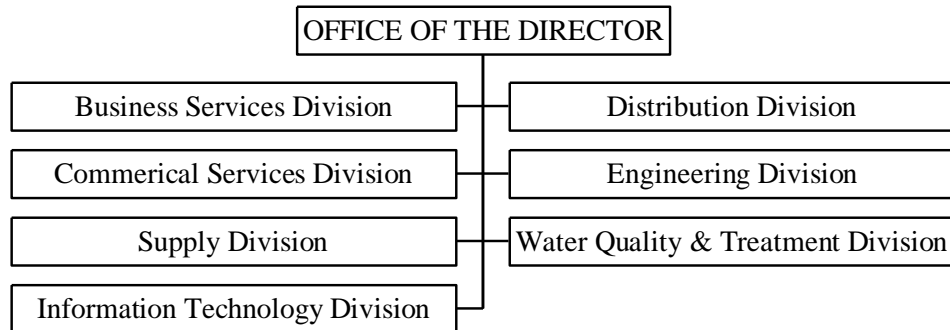 OFFICE OF THE DIRECTOR
Business Services Division
Distribution Division
Commerical Services Division
Engineering Division
Supply Division
Water Quality & Treatment Division
Information Technology Division